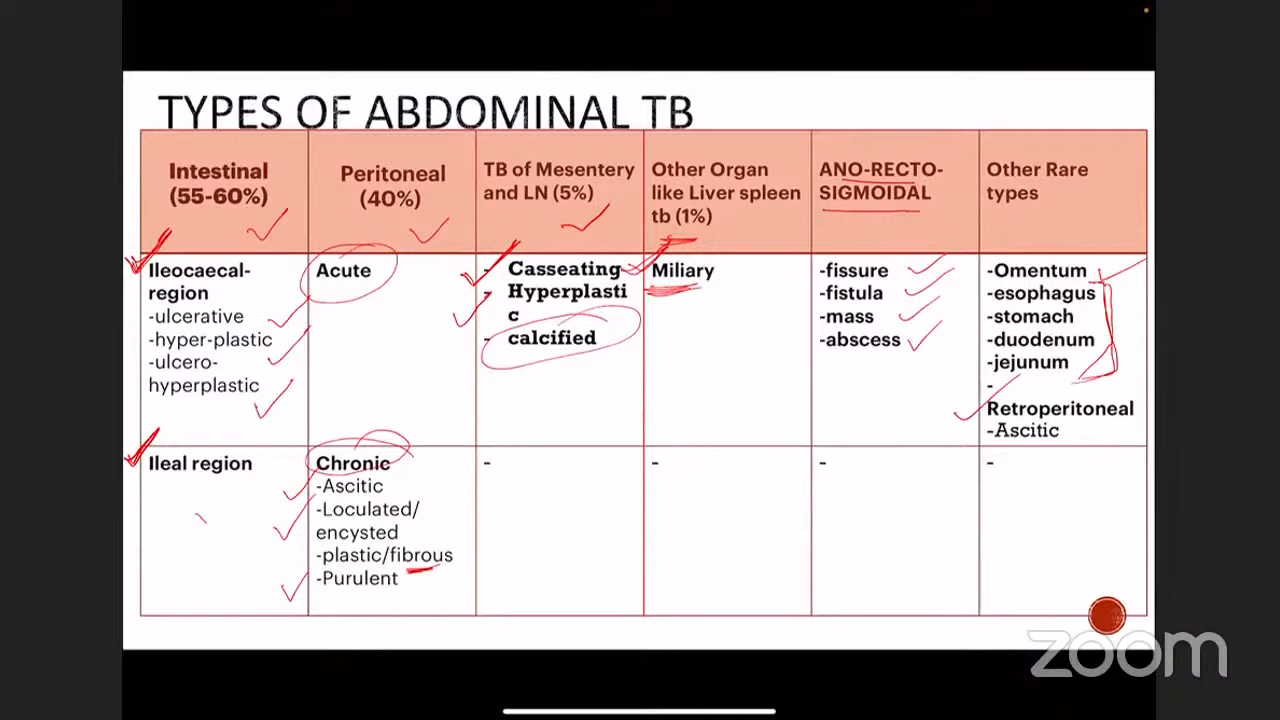 TYPES OF ABDOMINAL TB
Intestinal
(55-60%)
Peritoneal
(40%)
TB of Mesentery
and LN (5%)
Other Organ
like Liver spleen
tb (1%)
ANO-RECTO-
SIGMOIDAL
Other Rare
types
Ileocaecal-
region
-ulcerative
-hyper-plastic
-ulcero-
hyperplastic
Acute
- Casseating
- Hyperplasti
c
- calcified
Miliary
-fissure
-fistula
-mass
-abscess
-Omentum
-esophagus
-stomach
-duodenum
-jejunum
-
Retroperitoneal
-Ascitic
Ileal region
Chronic
-Ascitic
-Loculated/
encysted
-plastic/fibrous
-Purulent
-
-
-
-
zoom